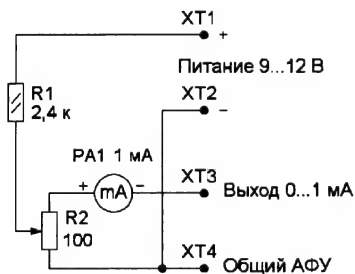 XT1
+
Питание 9...12 В
R1
2,4 к
XT2
−
PA1 1 мА
+
mA
−
XT3
Выход 0...1 мА
R2
100
XT4
Общий АФУ